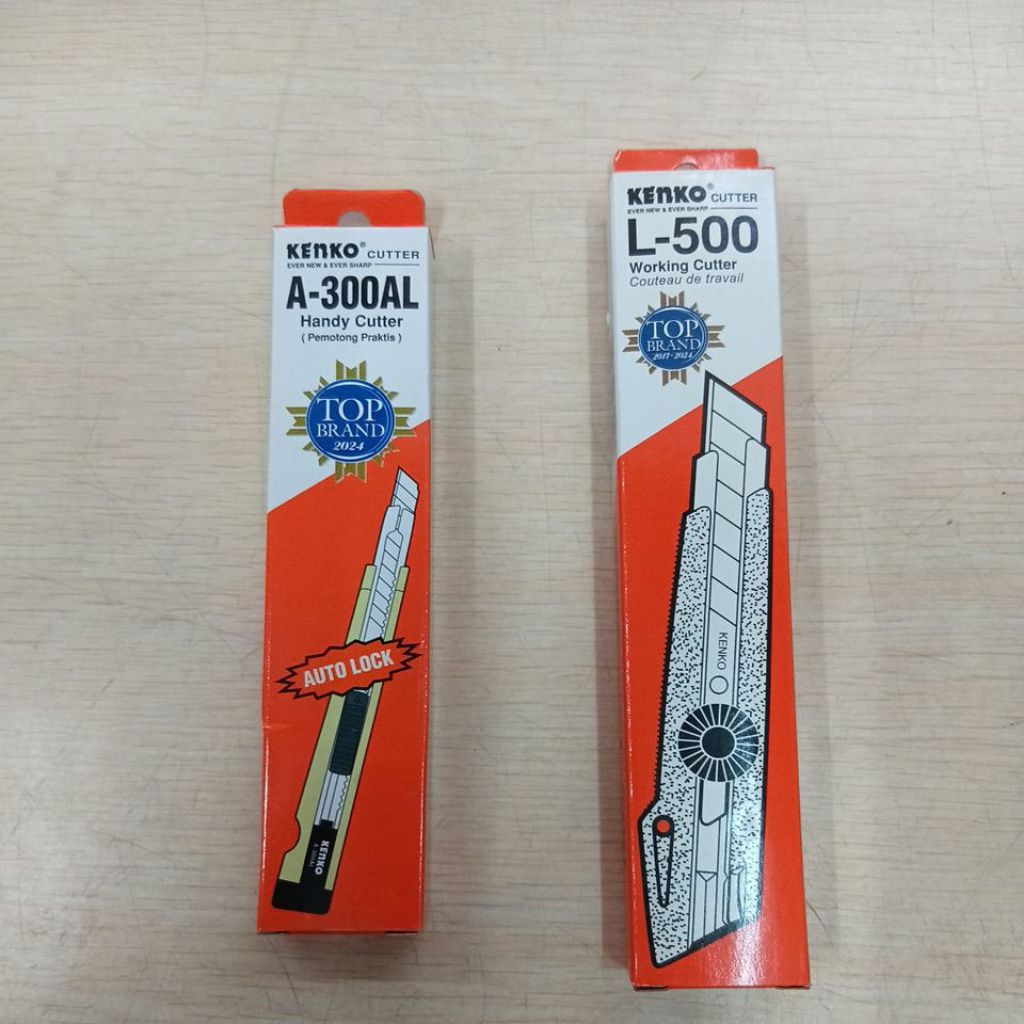 KENKO® CUTTER
EVER NEW & EVER SHARP
A-300AL
Handy Cutter
( Pemotong Praktis )
TOP
BRAND
2024
AUTO LOCK
KENKO
A-300AL
KENKO® CUTTER
EVER NEW & EVER SHARP
L-500
Working Cutter
Couteau de travail
TOP
BRAND
2017-2024
KENKO